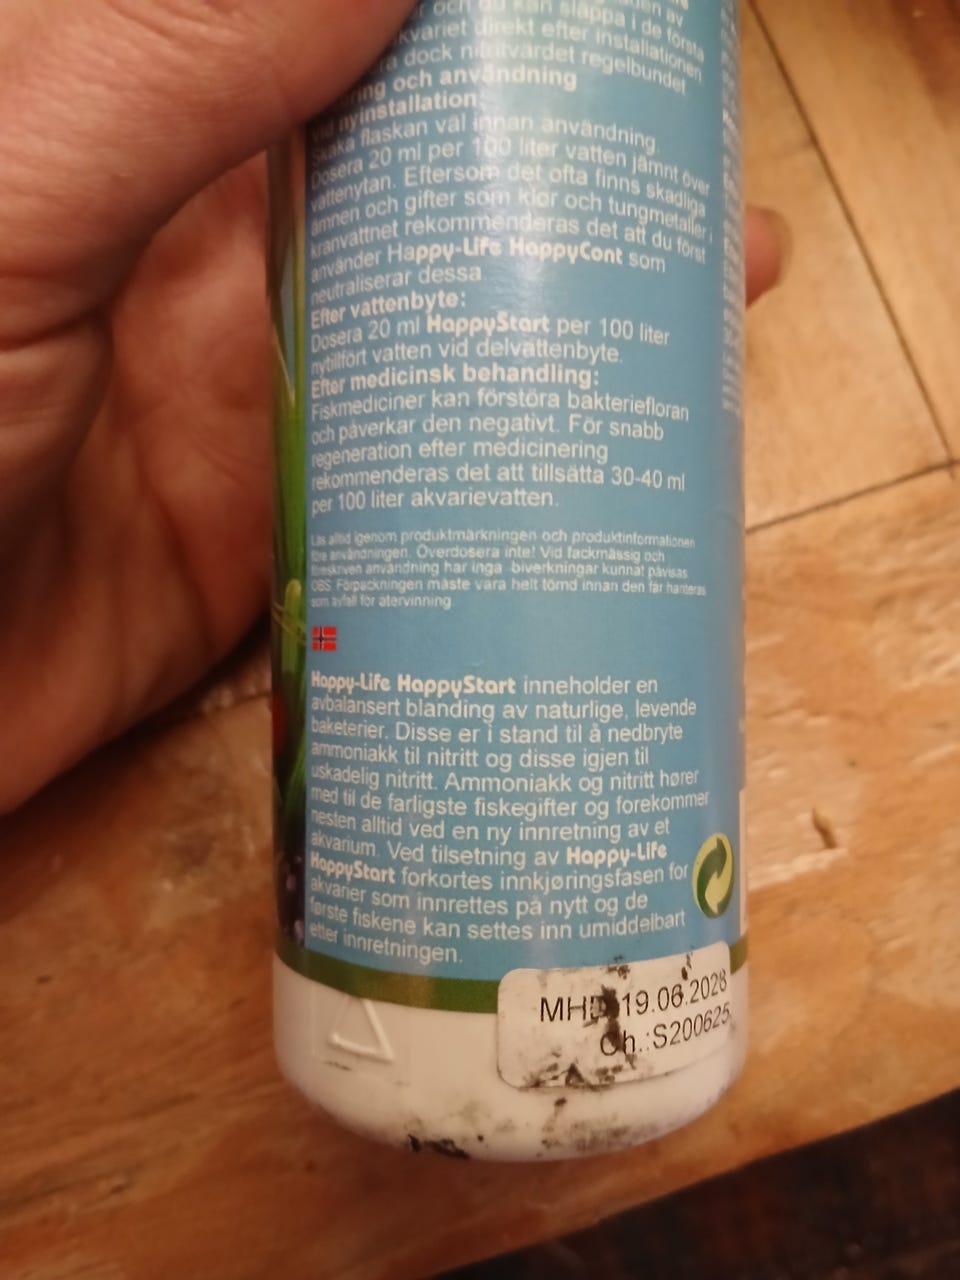 och du kan släppa i de första
kvariet direkt efter installationen
dock nitritvärdet regelbundet
ing och användning
vid nyinstallation
Skaka flaskan väl innan användning.
Dosera 20 ml per 100 liter vatten jämnt över
vattenytan. Eftersom det ofta finns skadliga
ämnen och gifter som klor och tungmetaller i
kranvattnet rekommenderas det att du först
använder Happy-Life HappyCont som
neutraliserar dessa
Efter vattenbyte:
Dosera 20 ml HappyStart per 100 liter
nytillfört vatten vid delvattenbyte.
Efter medicinsk behandling:
Fiskmediciner kan förstöra bakteriefloran
och påverkar den negativt. För snabb
regeneration efter medicinering
rekommenderas det att tillsätta 30-40 ml
per 100 liter akvarievatten.
Läs alltid igenom produktmärkningen och produktinformationen
före användningen. Överdosera inte! Vid fackmässig och
föreskriven användning har inga biverkningar kunnat påvisas
OBS: Förpackningen måste vara helt tömd innan den får hanteras
som avfall för återvinning
Happy-Life HappyStart inneholder en
avbalansert blanding av naturlige, levende
baketerier. Disse er i stand til å nedbryte
ammoniakk til nitritt og disse igjen til
uskadelig nitritt. Ammoniakk og nitritt hører
med til de farligste fiskegifter og forekommer
nesten alltid ved en ny innretning av et
akvarium. Ved tilsetning av Happy-Life
HappyStart forkortes innkjøringsfasen for
akvarier som innrettes på nytt og de
første fiskene kan settes inn umiddelbart
etter innretningen.
MHD 19.06.2028
Ch.:S200625